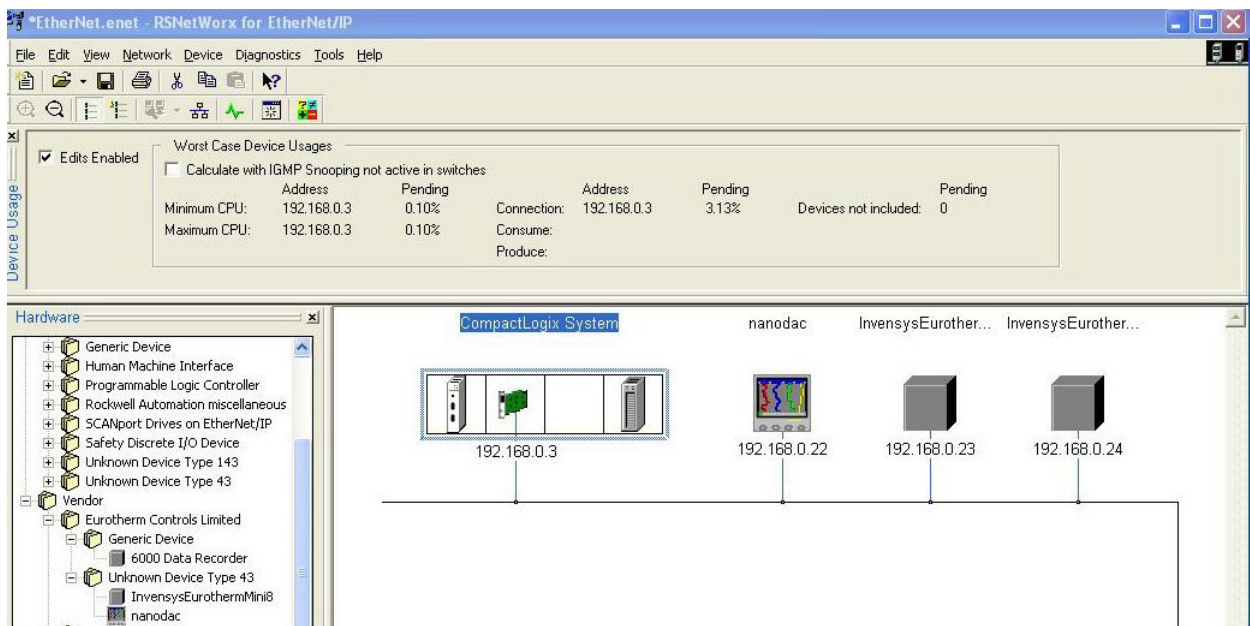 *EtherNet.enet - RSNetWorx for EtherNet/IP
File Edit View Network Device Diagnostics Tools Help
Device Usage
Edits Enabled
Worst Case Device Usages
Calculate with IGMP Snooping not active in switches
Address Pending Address Pending Pending
Minimum CPU: 192.168.0.3 0.10% Connection: 192.168.0.3 3.13% Devices not included: 0
Maximum CPU: 192.168.0.3 0.10% Consume:
Produce:
Hardware
Generic Device
Human Machine Interface
Programmable Logic Controller
Rockwell Automation miscellaneous
SCANport Drives on EtherNet/IP
Safety Discrete I/O Device
Unknown Device Type 143
Unknown Device Type 43
Vendor
Eurotherm Controls Limited
Generic Device
6000 Data Recorder
Unknown Device Type 43
InvensysEurothermMini8
nanodac
CompactLogix System nanodac InvensysEurother... InvensysEurother...
192.168.0.3 192.168.0.22 192.168.0.23 192.168.0.24